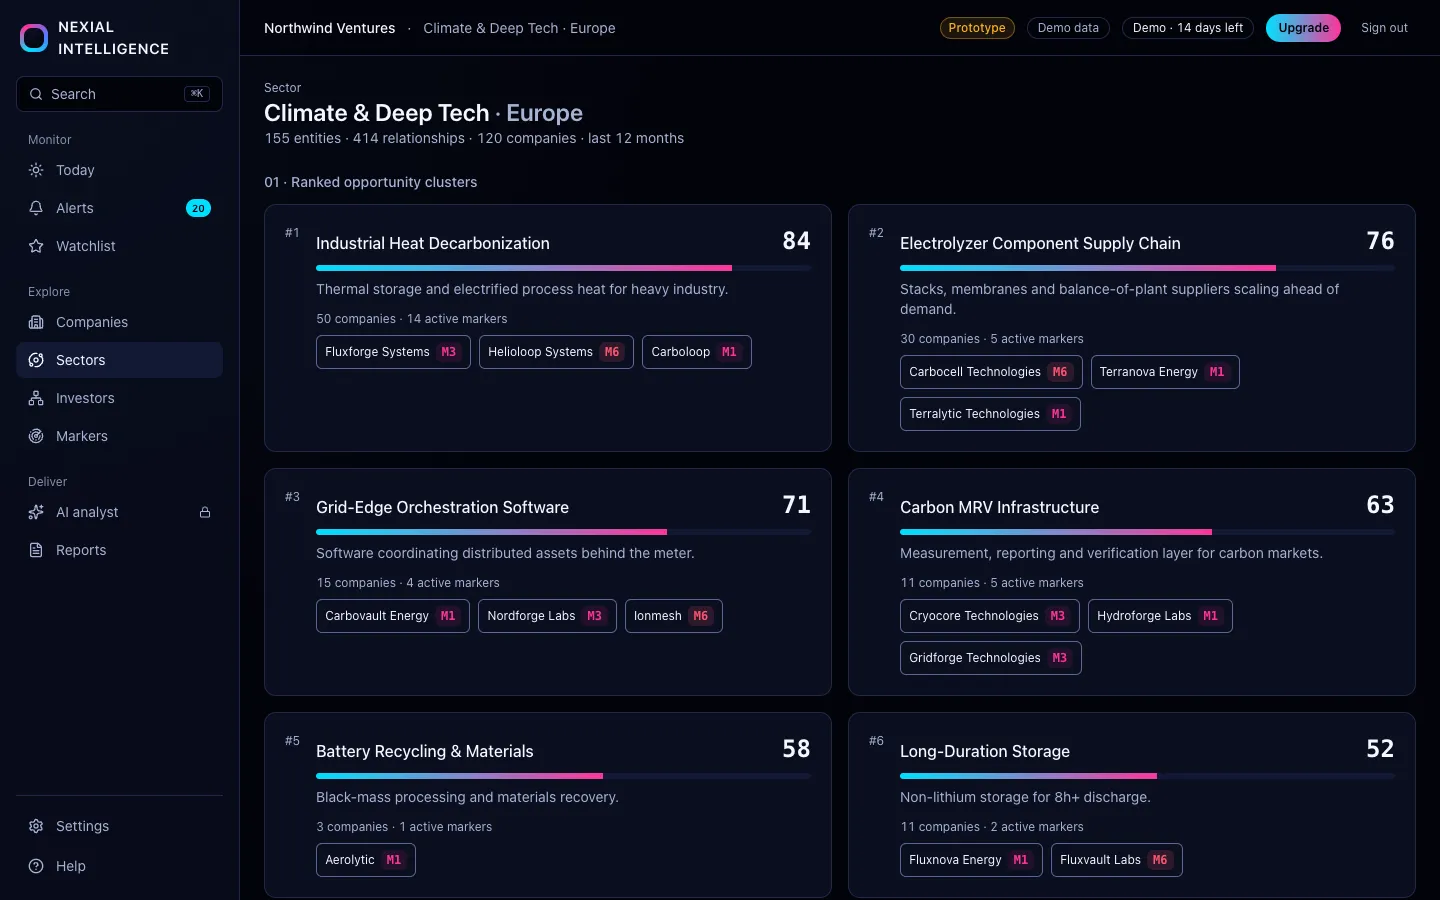 NEXIAL
INTELLIGENCE
Search ⌘K
Monitor
Today
Alerts 20
Watchlist
Explore
Companies
Sectors
Investors
Markers
Deliver
AI analyst
Reports
Settings
Help
Northwind Ventures · Climate & Deep Tech · Europe
Prototype
Demo data
Demo · 14 days left
Upgrade
Sign out
Sector
Climate & Deep Tech · Europe
155 entities · 414 relationships · 120 companies · last 12 months
01 · Ranked opportunity clusters
#1 Industrial Heat Decarbonization 84
Thermal storage and electrified process heat for heavy industry.
50 companies · 14 active markers
Fluxforge Systems M3 Helioloop Systems M6 Carboloop M1
#2 Electrolyzer Component Supply Chain 76
Stacks, membranes and balance-of-plant suppliers scaling ahead of
demand.
30 companies · 5 active markers
Carbocell Technologies M6 Terranova Energy M1
Terralytic Technologies M1
#3 Grid-Edge Orchestration Software 71
Software coordinating distributed assets behind the meter.
15 companies · 4 active markers
Carbovault Energy M1 Nordforge Labs M3 Ionmesh M6
#4 Carbon MRV Infrastructure 63
Measurement, reporting and verification layer for carbon markets.
11 companies · 5 active markers
Cryocore Technologies M3 Hydroforge Labs M1
Gridforge Technologies M3
#5 Battery Recycling & Materials 58
Black-mass processing and materials recovery.
3 companies · 1 active markers
Aerolytic M1
#6 Long-Duration Storage 52
Non-lithium storage for 8h+ discharge.
11 companies · 2 active markers
Fluxnova Energy M1 Fluxvault Labs M6